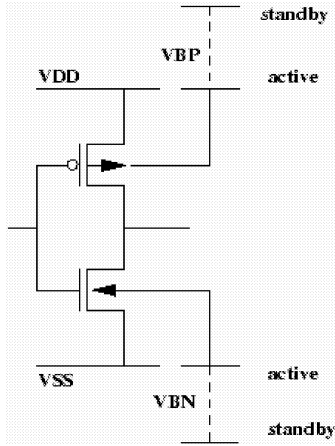 standby
VBP
VDD
active
VSS
active
VBN
standby